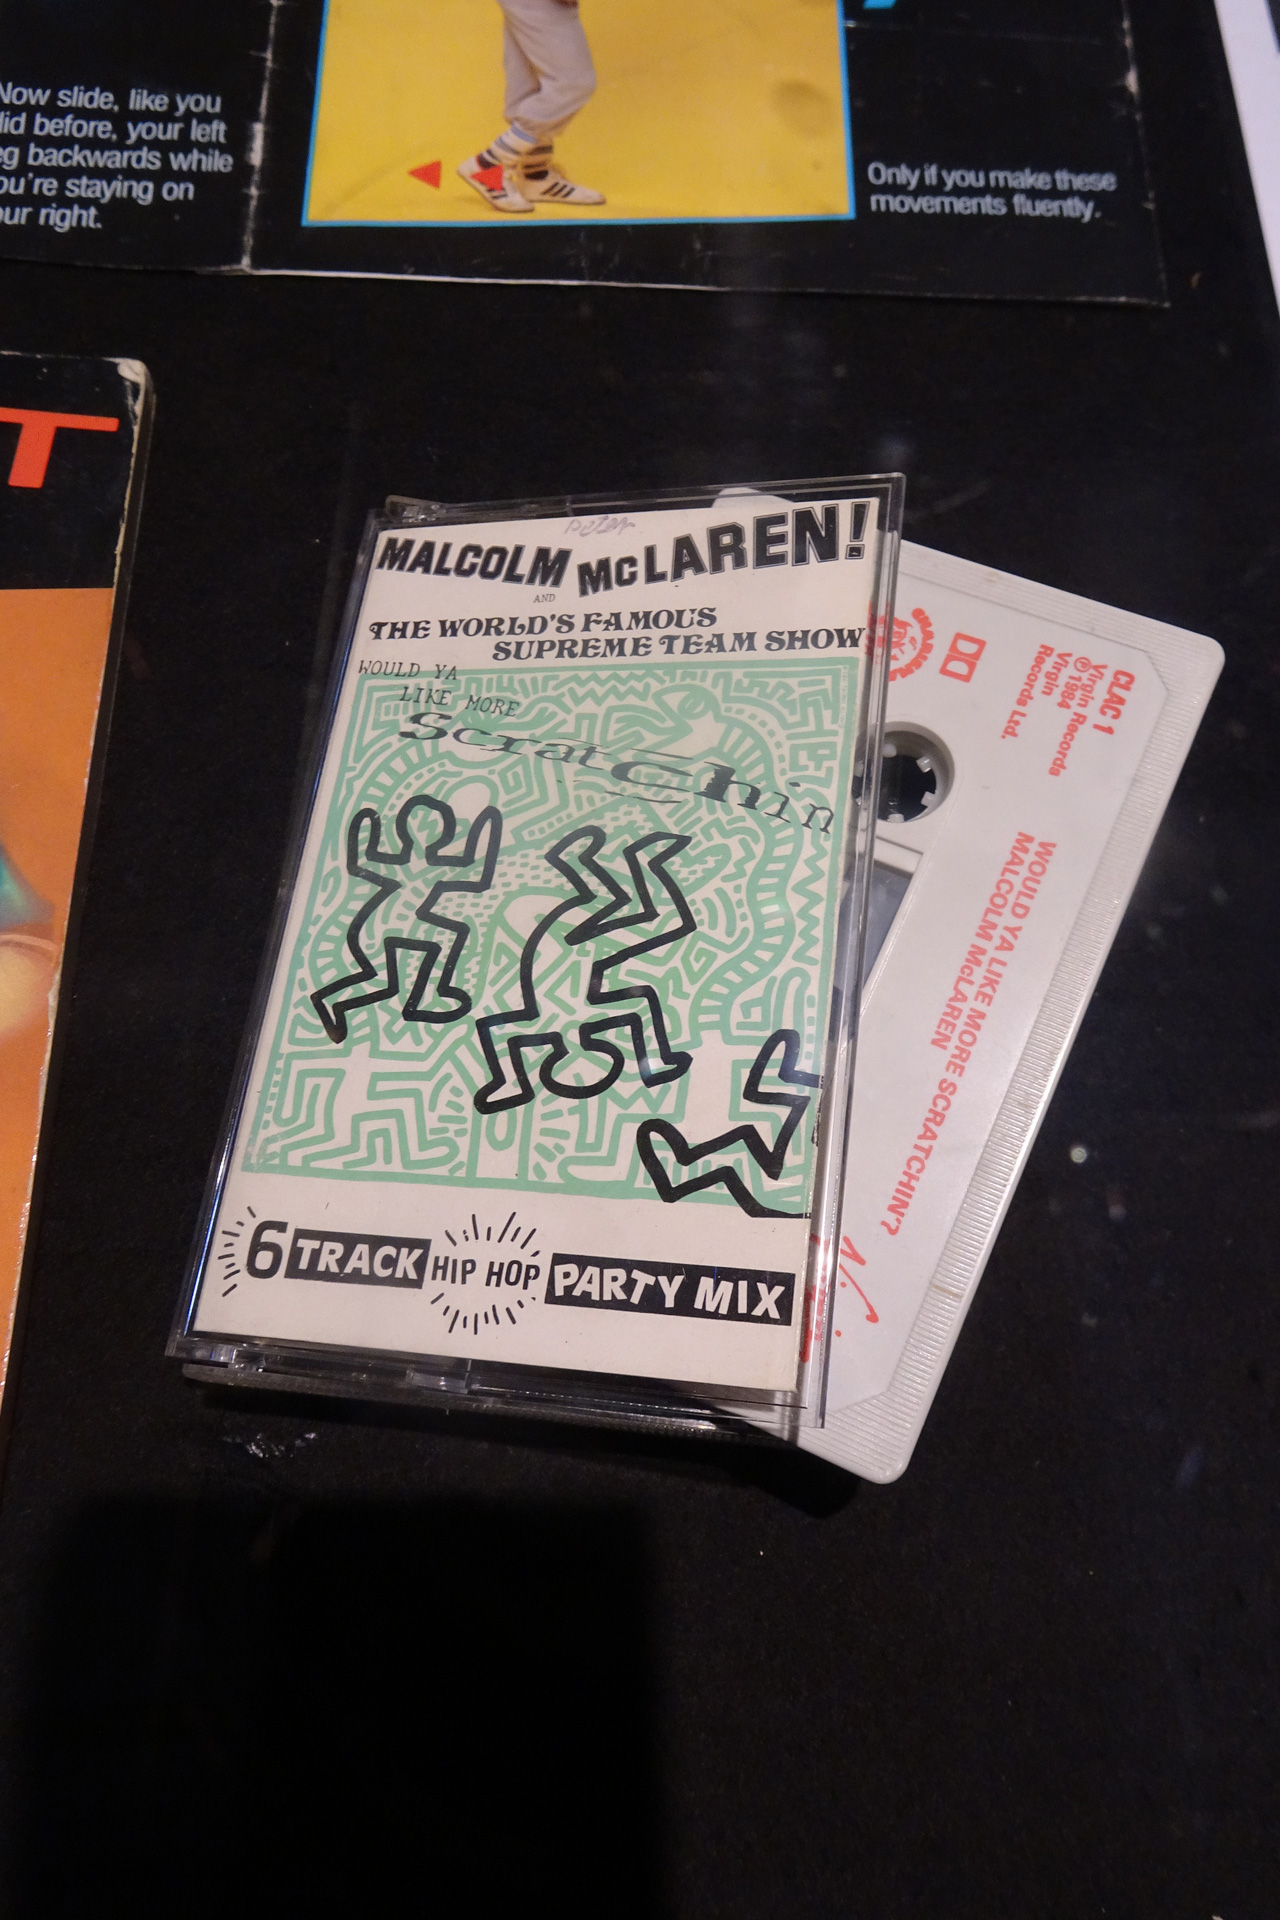 Now slide, like you
did before, your left
eg backwards while
ou're staying on
our right.
Only if you make these
movements fluently.
T
MALCOLM McLAREN!
AND
THE WORLD'S FAMOUS
SUPREME TEAM SHOW
WOULD YA
LIKE MORE
Scratchin
6 TRACK HIP HOP PARTY MIX
CLAC 1
Virgin Records
℗ 1984
Virgin
Records Ltd.
WOULD YA LIKE MORE SCRATCHIN'?
MALCOLM McLAREN